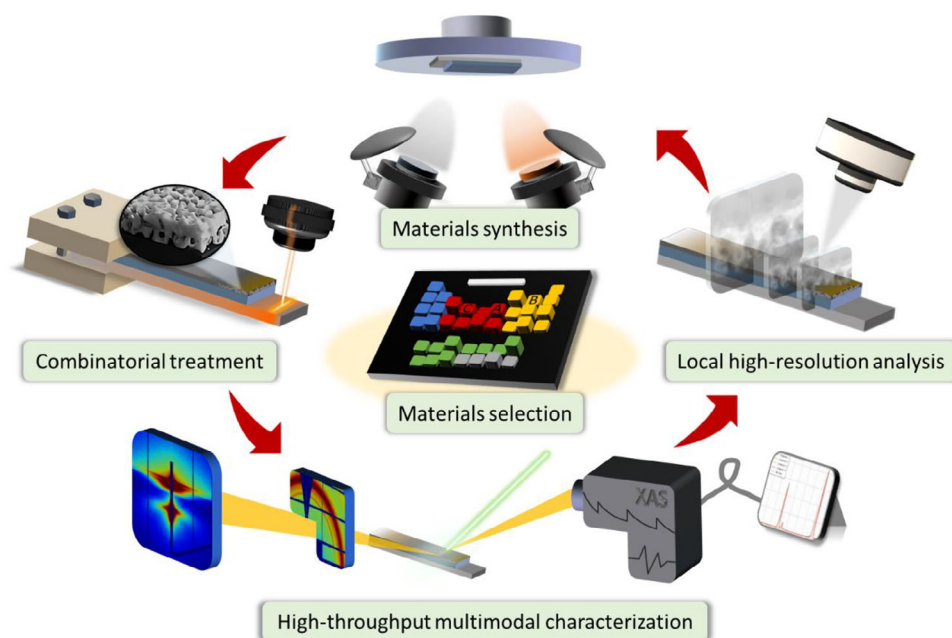 Materials synthesis
Combinatorial treatment
Local high-resolution analysis
C A B
Materials selection
XAS
High-throughput multimodal characterization